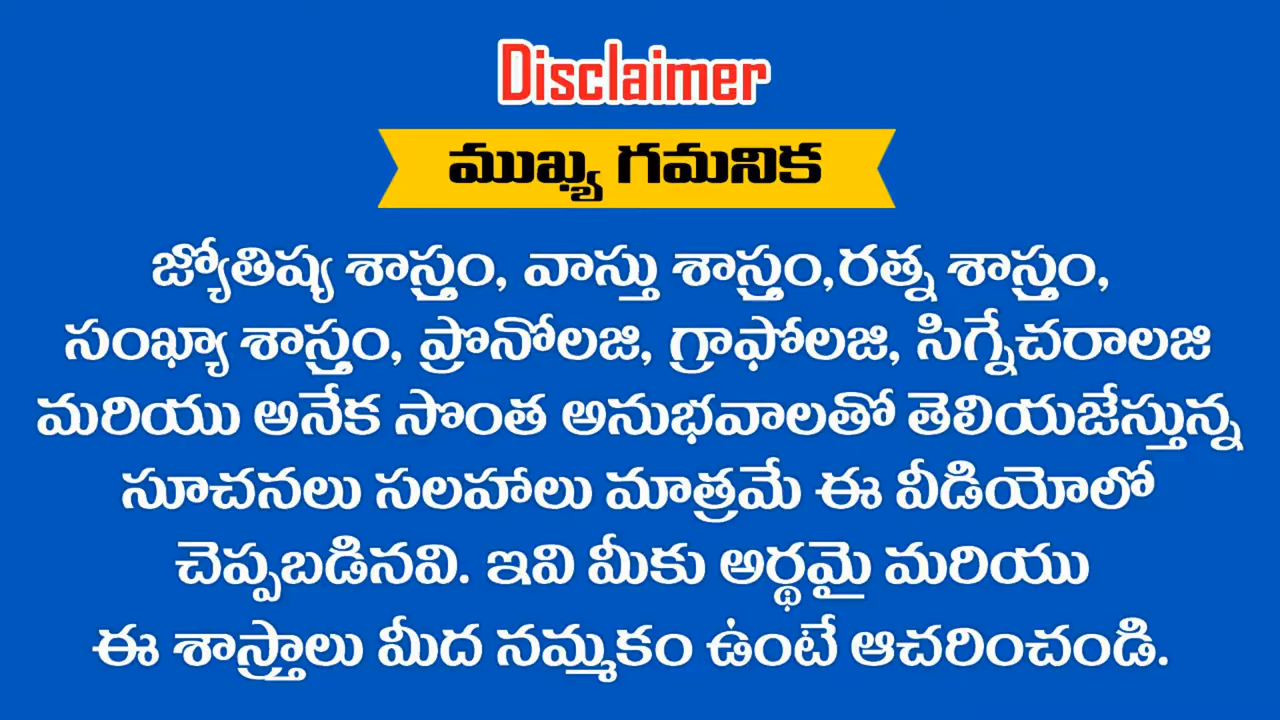 Disclaimer
ముఖ్య గమనిక
జ్యోతిష్య శాస్త్రం, వాస్తు శాస్త్రం,రత్న శాస్త్రం,
సంఖ్యా శాస్త్రం, ప్రొనోలజి, గ్రాఫోలజి, సిగ్నేచరాలజి
మరియు అనేక సొంత అనుభవాలతో తెలియజేస్తున్న
సూచనలు సలహాలు మాత్రమే ఈ వీడియోలో
చెప్పబడినవి. ఇవి మీకు అర్థమై మరియు
ఈ శాస్త్రాలు మీద నమ్మకం ఉంటే ఆచరించండి.